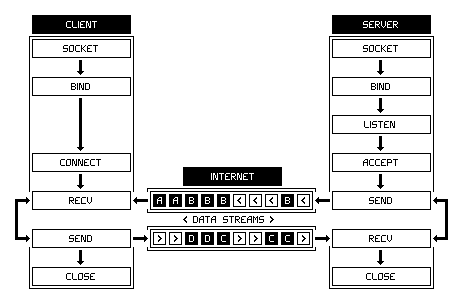 CLIENT
SERVER
SOCKET
SOCKET
BIND
BIND
LISTEN
CONNECT
ACCEPT
INTERNET
RECV
A A B B B < < < B <
SEND
< DATA STREAMS >
SEND
> > D D C > > C C >
RECV
CLOSE
CLOSE